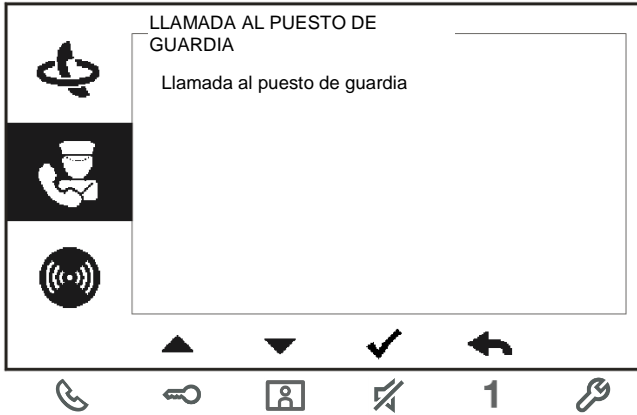 LLAMADA AL PUESTO DE
GUARDIA
Llamada al puesto de guardia
1